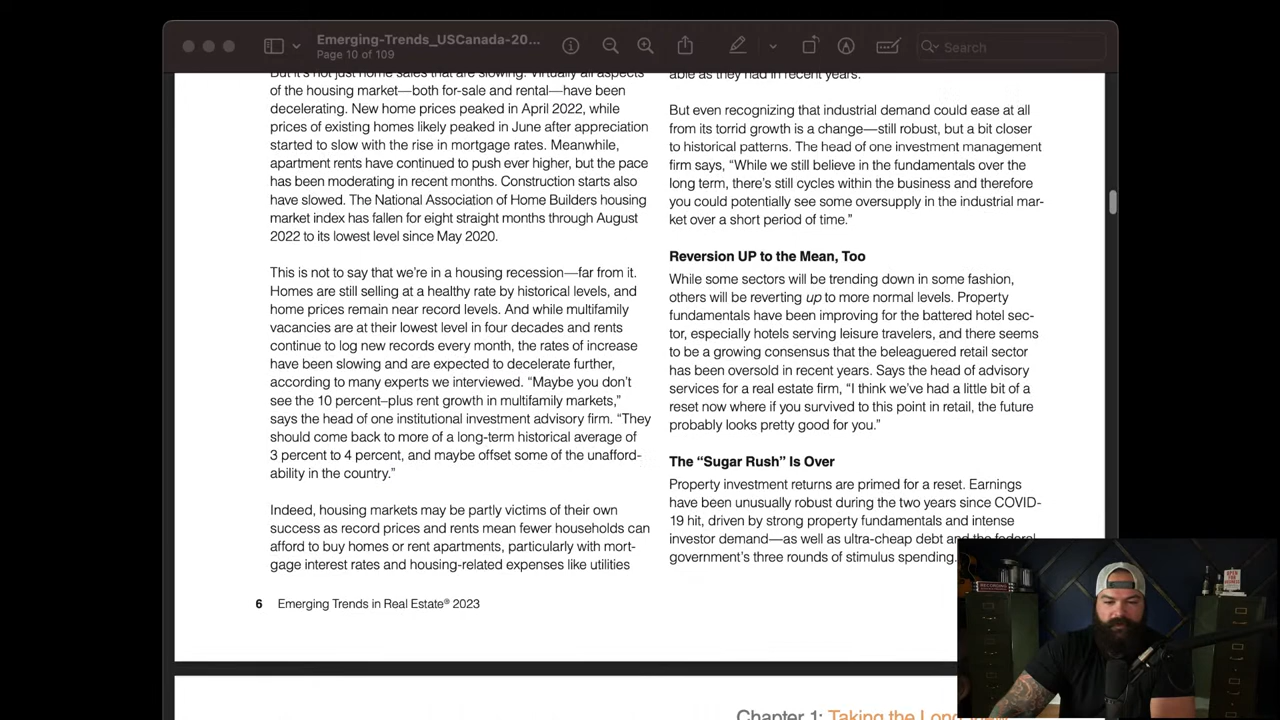 Emerging-Trends_USCanada-20...
Page 10 of 109
Search
But it's not just home sales that are slowing. Virtually all aspects
of the housing market—both for-sale and rental—have been
decelerating. New home prices peaked in April 2022, while
prices of existing homes likely peaked in June after appreciation
started to slow with the rise in mortgage rates. Meanwhile,
apartment rents have continued to push ever higher, but the pace
has been moderating in recent months. Construction starts also
have slowed. The National Association of Home Builders housing
market index has fallen for eight straight months through August
2022 to its lowest level since May 2020.
This is not to say that we're in a housing recession—far from it.
Homes are still selling at a healthy rate by historical levels, and
home prices remain near record levels. And while multifamily
vacancies are at their lowest level in four decades and rents
continue to log new records every month, the rates of increase
have been slowing and are expected to decelerate further,
according to many experts we interviewed. “Maybe you don't
see the 10 percent–plus rent growth in multifamily markets,”
says the head of one institutional investment advisory firm. “They
should come back to more of a long-term historical average of
3 percent to 4 percent, and maybe offset some of the unafford-
ability in the country.”
Indeed, housing markets may be partly victims of their own
success as record prices and rents mean fewer households can
afford to buy homes or rent apartments, particularly with mort-
gage interest rates and housing-related expenses like utilities
able as they had in recent years.
But even recognizing that industrial demand could ease at all
from its torrid growth is a change—still robust, but a bit closer
to historical patterns. The head of one investment management
firm says, “While we still believe in the fundamentals over the
long term, there's still cycles within the business and therefore
you could potentially see some oversupply in the industrial mar-
ket over a short period of time.”
Reversion UP to the Mean, Too
While some sectors will be trending down in some fashion,
others will be reverting up to more normal levels. Property
fundamentals have been improving for the battered hotel sec-
tor, especially hotels serving leisure travelers, and there seems
to be a growing consensus that the beleaguered retail sector
has been oversold in recent years. Says the head of advisory
services for a real estate firm, “I think we've had a little bit of a
reset now where if you survived to this point in retail, the future
probably looks pretty good for you.”
The “Sugar Rush” Is Over
Property investment returns are primed for a reset. Earnings
have been unusually robust during the two years since COVID-
19 hit, driven by strong property fundamentals and intense
investor demand—as well as ultra-cheap debt and the federal
government's three rounds of stimulus spending.
6 Emerging Trends in Real Estate® 2023
Chapter 1: Taking the Long View
RECORDING